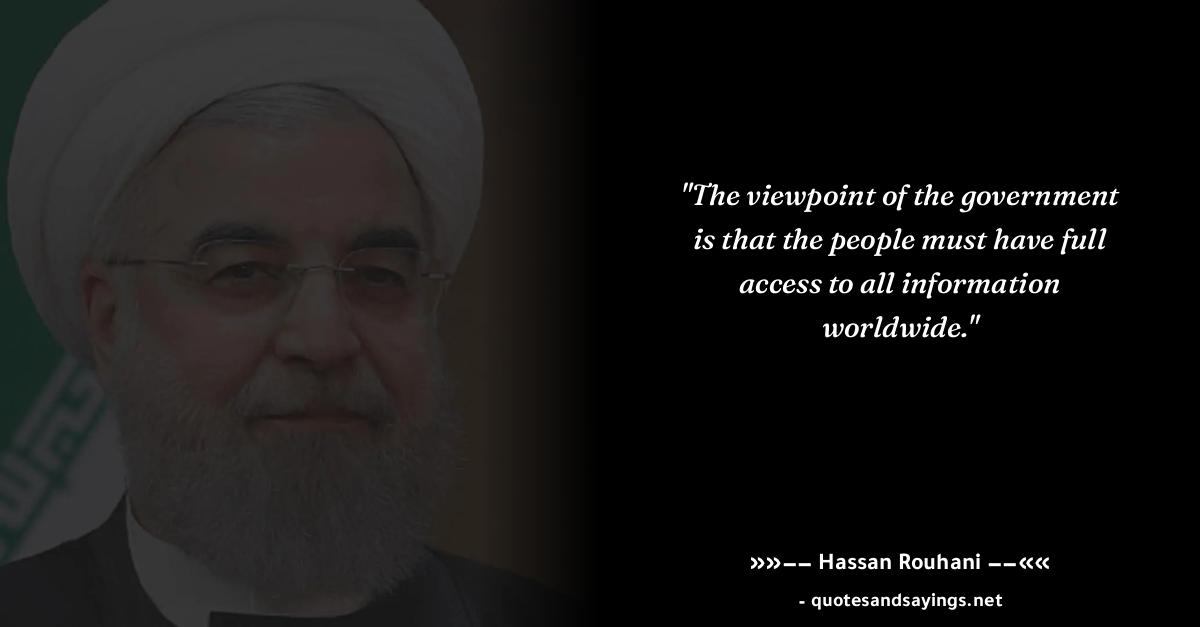 "The viewpoint of the government
is that the people must have full
access to all information
worldwide."
»»−− Hassan Rouhani −−««
- quotesandsayings.net